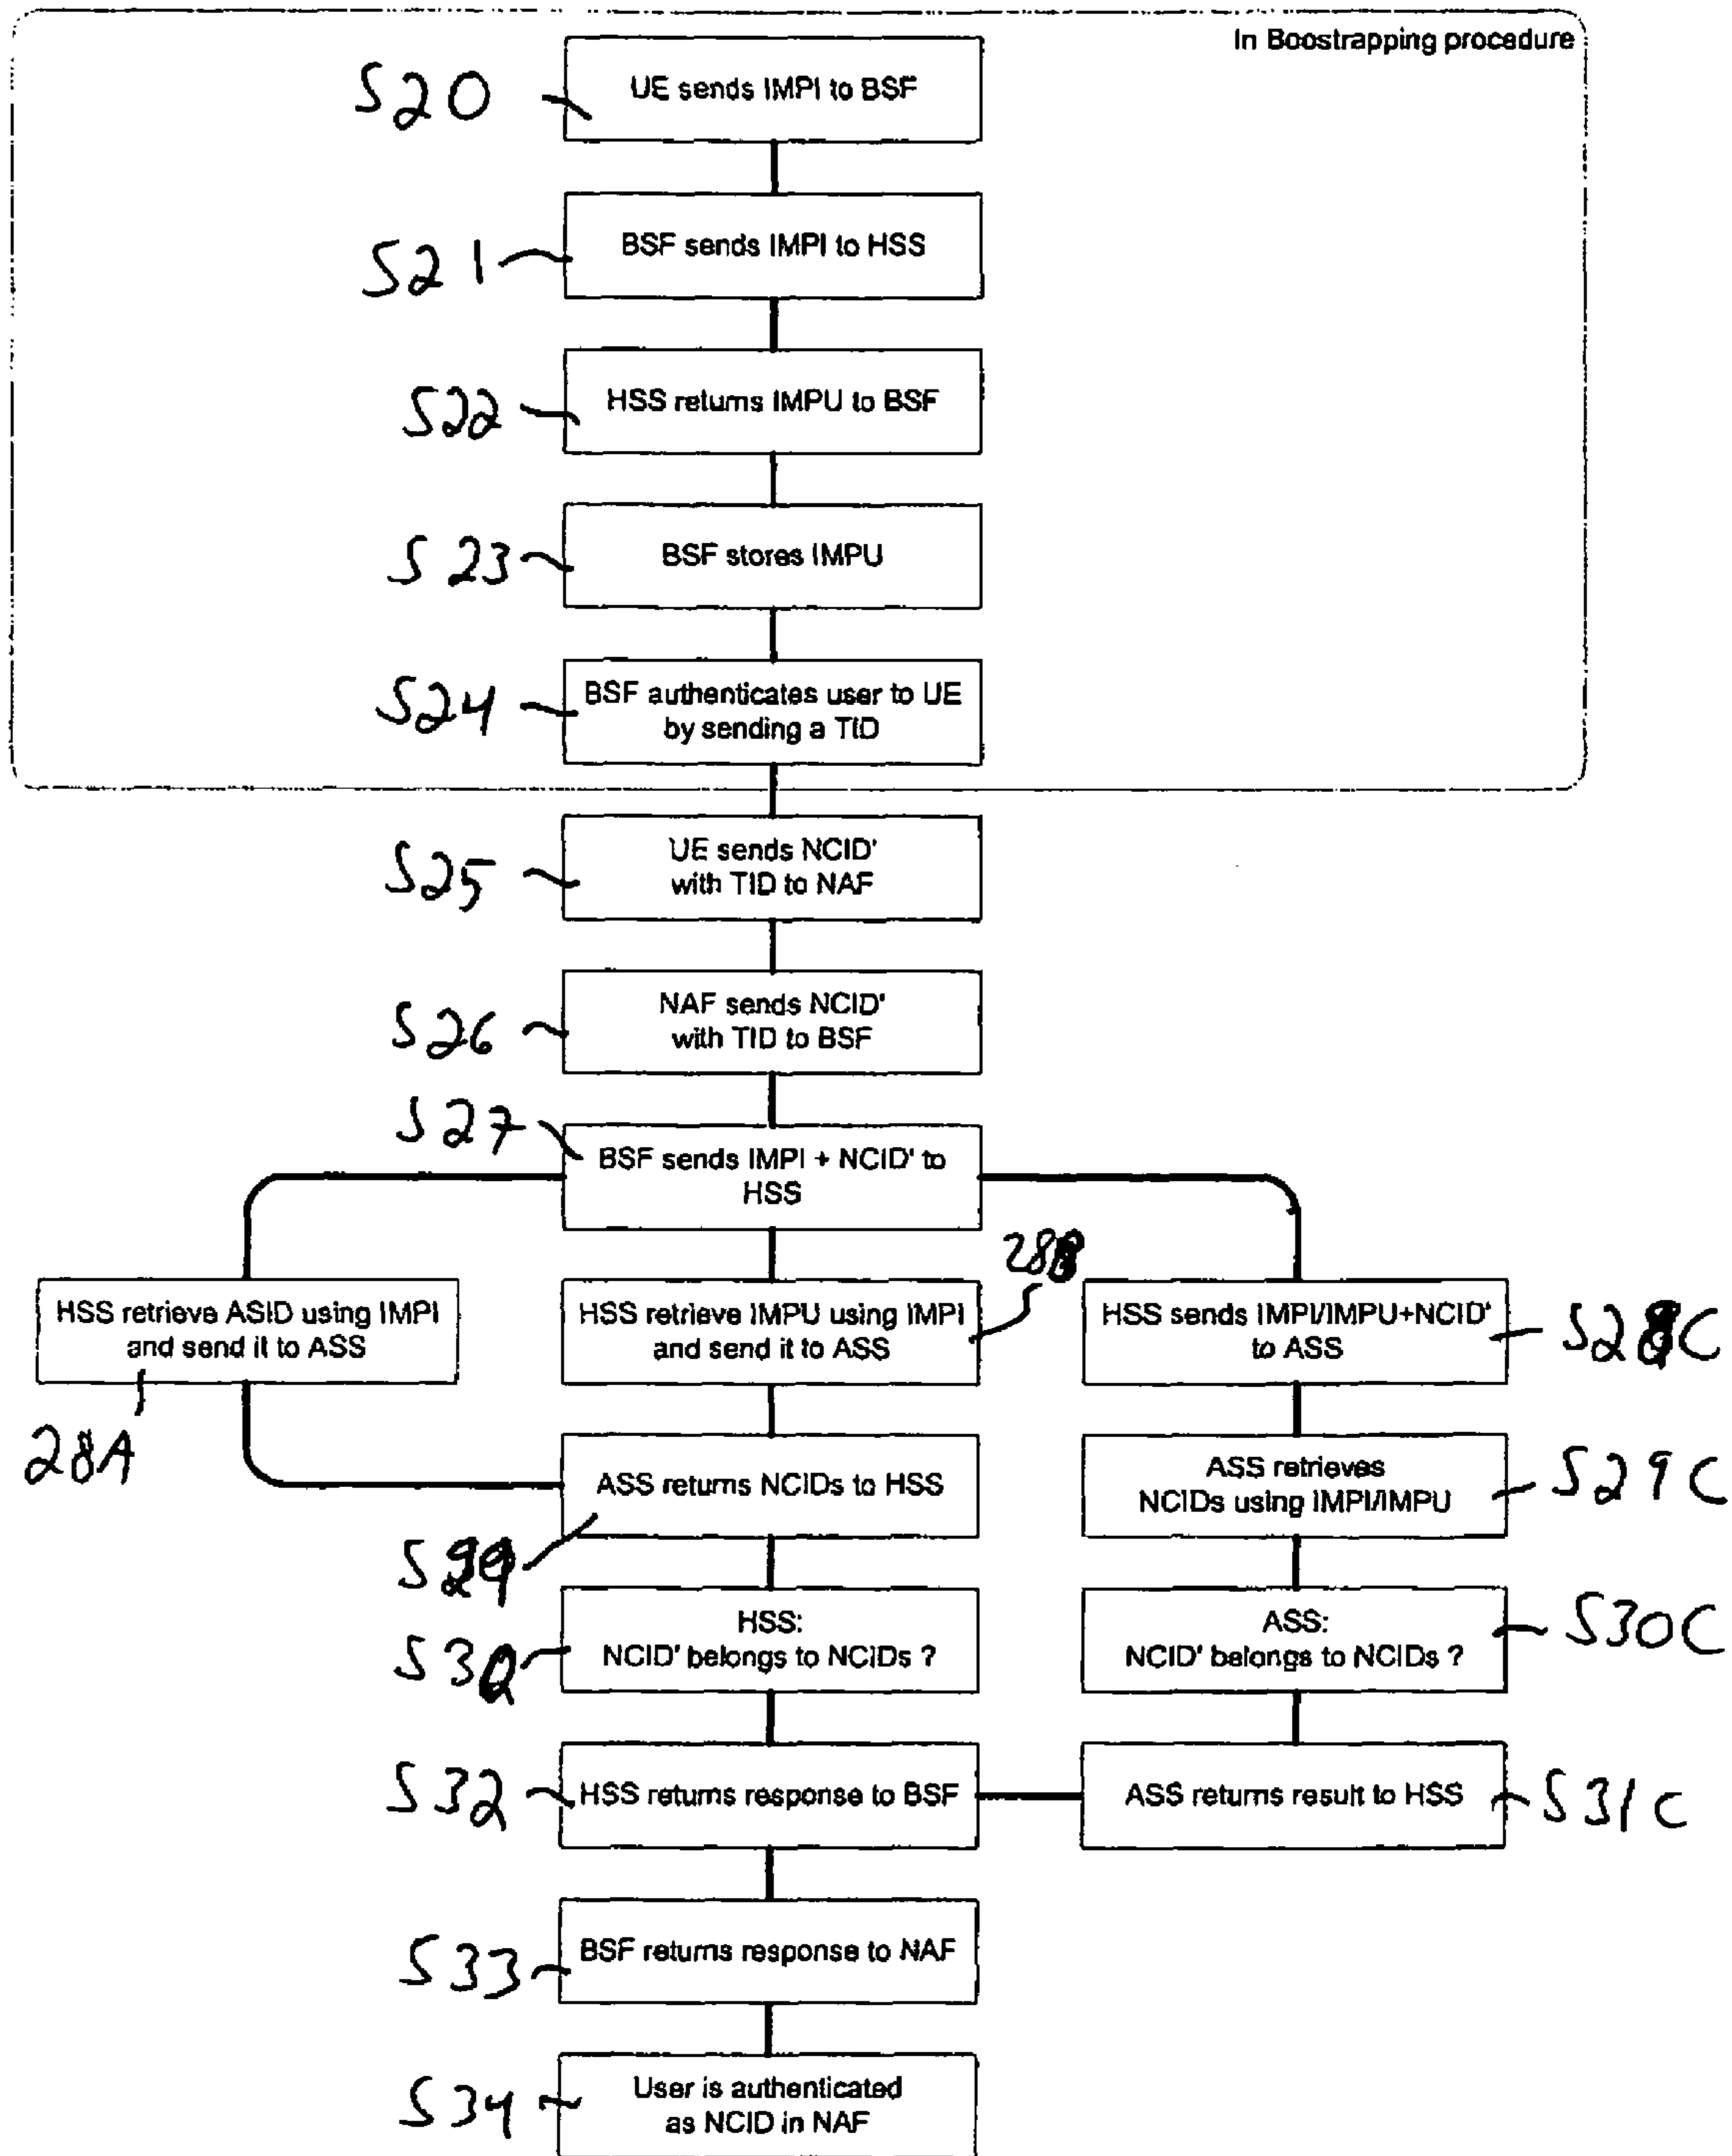 In Boostrapping procedure
S20
UE sends IMPI to BSF
S21
BSF sends IMPI to HSS
S22
HSS returns IMPU to BSF
S23
BSF stores IMPU
S24
BSF authenticates user to UE
by sending a TID
S25
UE sends NCID'
with TID to NAF
S26
NAF sends NCID'
with TID to BSF
S27
BSF sends IMPI + NCID' to
HSS
28A
HSS retrieve ASID using IMPI
and send it to ASS
28B
HSS retrieve IMPU using IMPI
and send it to ASS
S28C
HSS sends IMPI/IMPU+NCID'
to ASS
S29
ASS returns NCIDs to HSS
S29C
ASS retrieves
NCIDs using IMPI/IMPU
S30
HSS:
NCID' belongs to NCIDs ?
S30C
ASS:
NCID' belongs to NCIDs ?
S32
HSS returns response to BSF
S31C
ASS returns result to HSS
S33
BSF returns response to NAF
S34
User is authenticated
as NCID in NAF